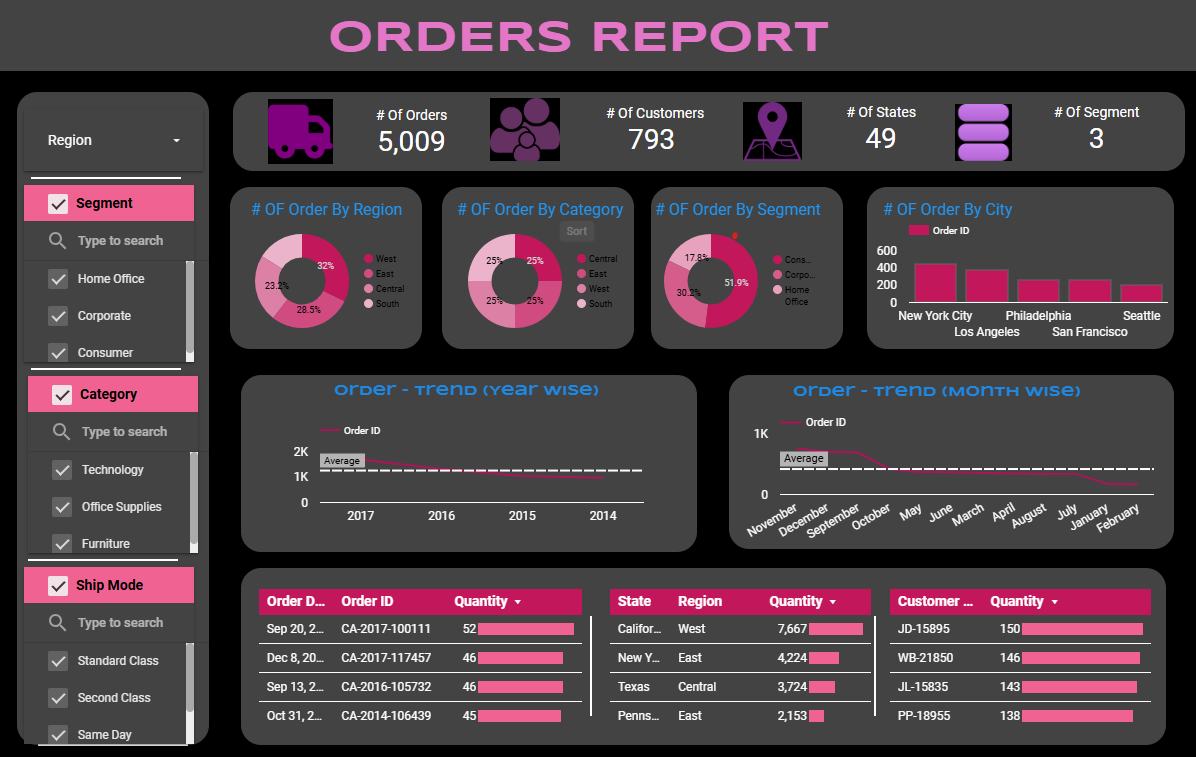 ORDERS REPORT
Region
Segment
Type to search
Home Office
Corporate
Consumer
Category
Type to search
Technology
Office Supplies
Furniture
Ship Mode
Type to search
Standard Class
Second Class
Same Day
# Of Orders
5,009
# Of Customers
793
# Of States
49
# Of Segment
3
# OF Order By Region
32%
28.5%
23.2%
West
East
Central
South
# OF Order By Category
Sort
25%
25%
25%
25%
Central
East
West
South
# OF Order By Segment
51.9%
30.2%
17.8%
Cons...
Corpo...
Home
Office
# OF Order By City
Order ID
600
400
200
0
New York City
Los Angeles
Philadelphia
San Francisco
Seattle
Order - Trend (Year wise)
Order ID
2K
1K
0
Average
2017
2016
2015
2014
Order - Trend (Month wise)
Order ID
1K
0
Average
November
December
September
October
May
June
March
April
August
July
January
February
Order D... Order ID Quantity
Sep 20, 2... CA-2017-100111 52
Dec 8, 20... CA-2017-117457 46
Sep 13, 2... CA-2016-105732 46
Oct 31, 2... CA-2014-106439 45
State Region Quantity
Califor... West 7,667
New Y... East 4,224
Texas Central 3,724
Penns... East 2,153
Customer ... Quantity
JD-15895 150
WB-21850 146
JL-15835 143
PP-18955 138